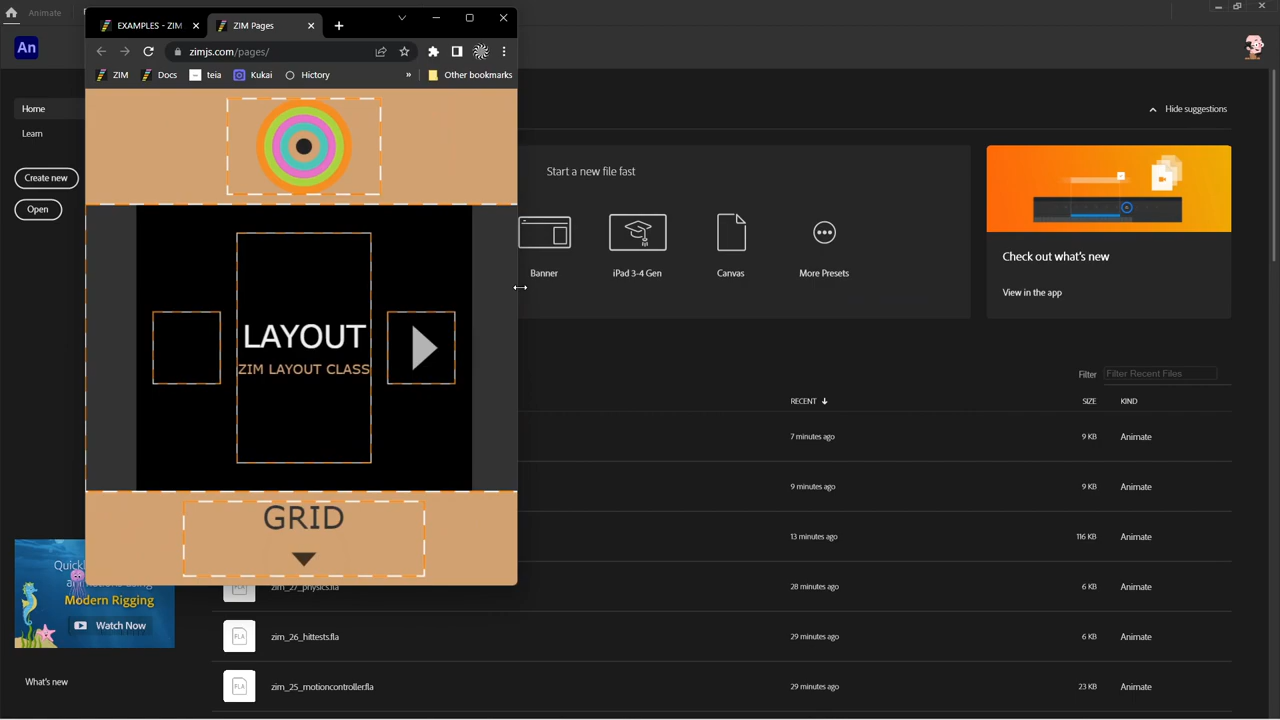 Animate
An
Home
Learn
Create new
Open
EXAMPLES - ZIM
ZIM Pages
zimjs.com/pages/
ZIM
Docs
teia
Kukai
Hictory
»
Other bookmarks
LAYOUT
ZIM LAYOUT CLASS
GRID
Hide suggestions
Start a new file fast
Banner
iPad 3-4 Gen
Canvas
More Presets
Check out what's new
View in the app
Filter
Filter Recent Files
RECENT
SIZE
KIND
7 minutes ago
9 KB
Animate
9 minutes ago
9 KB
Animate
13 minutes ago
116 KB
Animate
zim_27_physics.fla
28 minutes ago
6 KB
Animate
FLA
zim_26_hittests.fla
29 minutes ago
6 KB
Animate
FLA
zim_25_motioncontroller.fla
29 minutes ago
23 KB
Animate
Modern Rigging
Watch Now
What's new